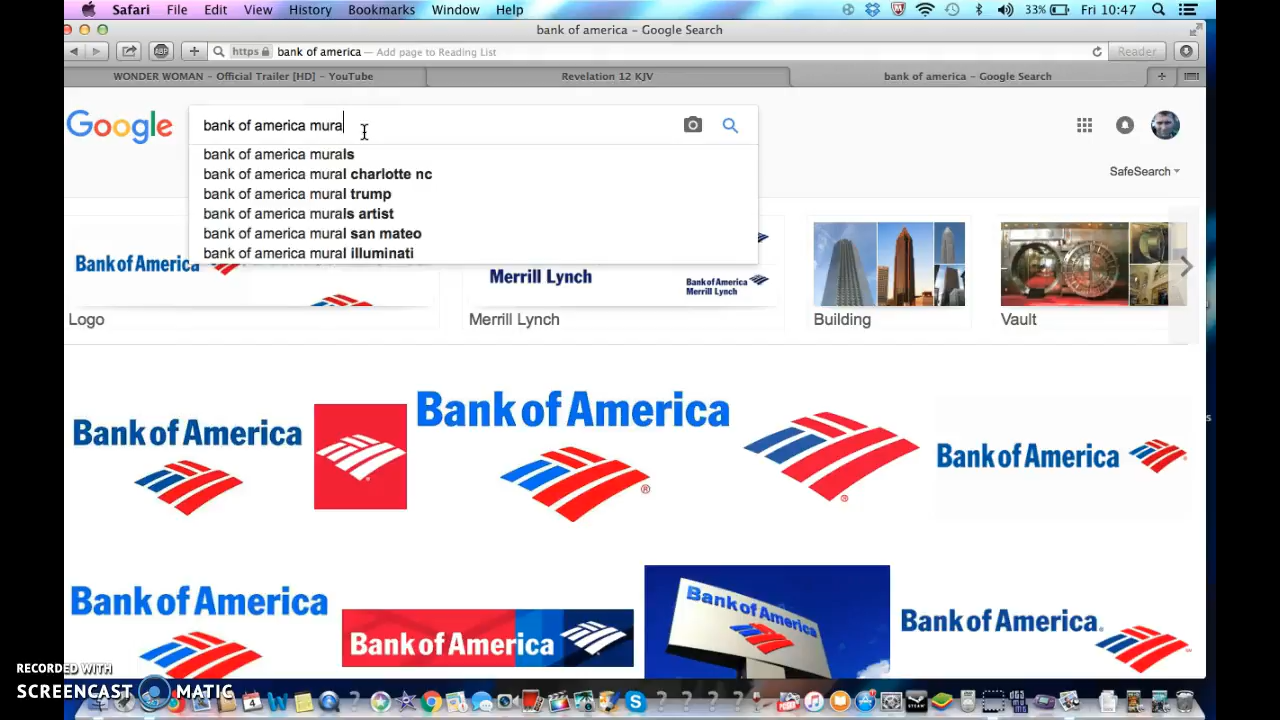 Safari File Edit View History Bookmarks Window Help 33% Fri 10:47
bank of america – Google Search
ABP + https bank of america — Add page to Reading List Reader
WONDER WOMAN – Official Trailer [HD] – YouTube Revelation 12 KJV bank of america – Google Search +
Google bank of america mura
bank of america murals
bank of america mural charlotte nc
SafeSearch
bank of america mural trump
bank of america murals artist
bank of america mural san mateo
bank of america mural illuminati
Bank of America
Merrill Lynch
Bank of America
Merrill Lynch
Logo Merrill Lynch Building Vault
Bank of America
Bank of America
Bank of America
Bank of America
Bank of America
Bank of America
Bank of America
RECORDED WITH
SCREENCAST MATIC
4 W S STEAM